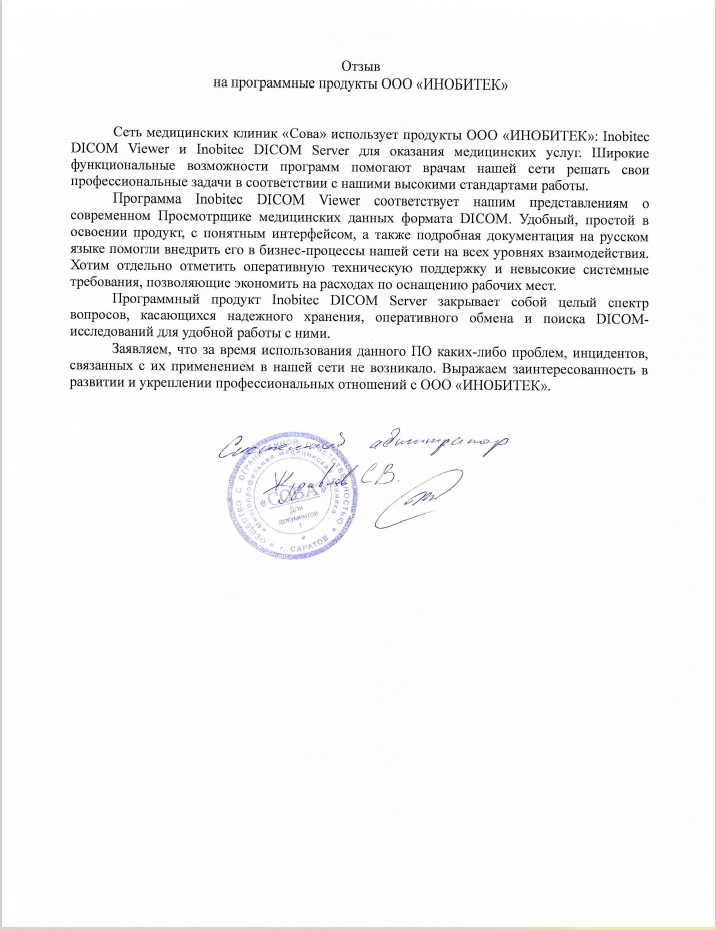 Отзыв
на программные продукты ООО «ИНОБИТЕК»
Сеть медицинских клиник «Сова» использует продукты ООО «ИНОБИТЕК»: Inobitec
DICOM Viewer и Inobitec DICOM Server для оказания медицинских услуг. Широкие
функциональные возможности программ помогают врачам нашей сети решать свои
профессиональные задачи в соответствии с нашими высокими стандартами работы.
Программа Inobitec DICOM Viewer соответствует нашим представлениям о
современном Просмотрщике медицинских данных формата DICOM. Удобный, простой в
освоении продукт, с понятным интерфейсом, а также подробная документация на русском
языке помогли внедрить его в бизнес-процессы нашей сети на всех уровнях взаимодействия.
Хотим отдельно отметить оперативную техническую поддержку и невысокие системные
требования, позволяющие экономить на расходах по оснащению рабочих мест.
Программный продукт Inobitec DICOM Server закрывает собой целый спектр
вопросов, касающихся надежного хранения, оперативного обмена и поиска DICOM-
исследований для удобной работы с ними.
Заявляем, что за время использования данного ПО каких-либо проблем, инцидентов,
связанных с их применением в нашей сети не возникало. Выражаем заинтересованность в
развитии и укреплении профессиональных отношений с ООО «ИНОБИТЕК».
Системный администратор
С.В.
ОБЩЕСТВО С ОГРАНИЧЕННОЙ ОТВЕТСТВЕННОСТЬЮ
г. САРАТОВ
«СОВА»
Для
документов
1